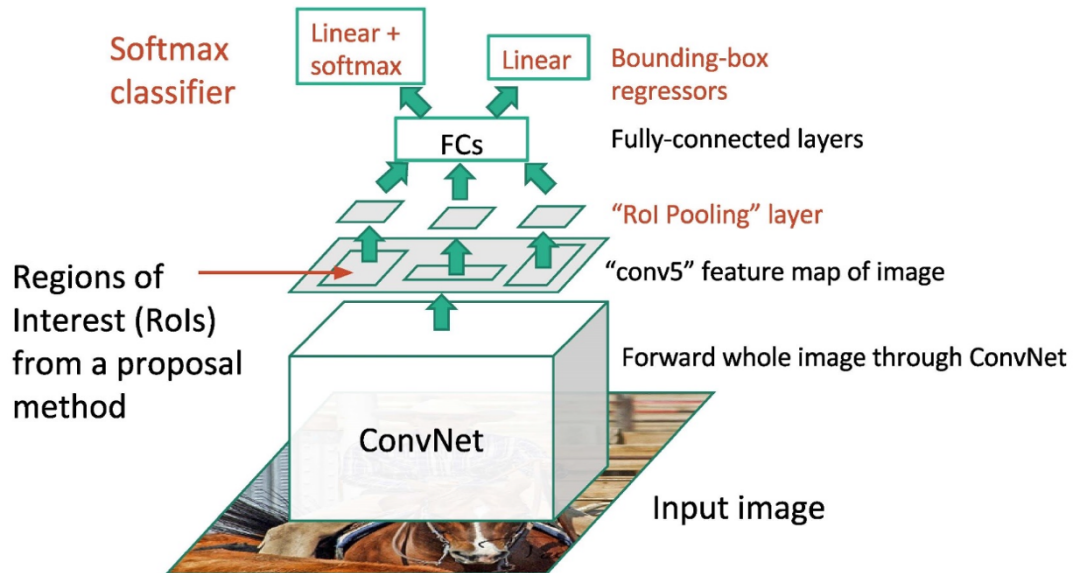 Softmax
classifier
Linear +
softmax
Linear
Bounding-box
regressors
FCs
Fully-connected layers
"RoI Pooling" layer
Regions of
Interest (RoIs)
from a proposal
method
"conv5" feature map of image
Forward whole image through ConvNet
ConvNet
Input image